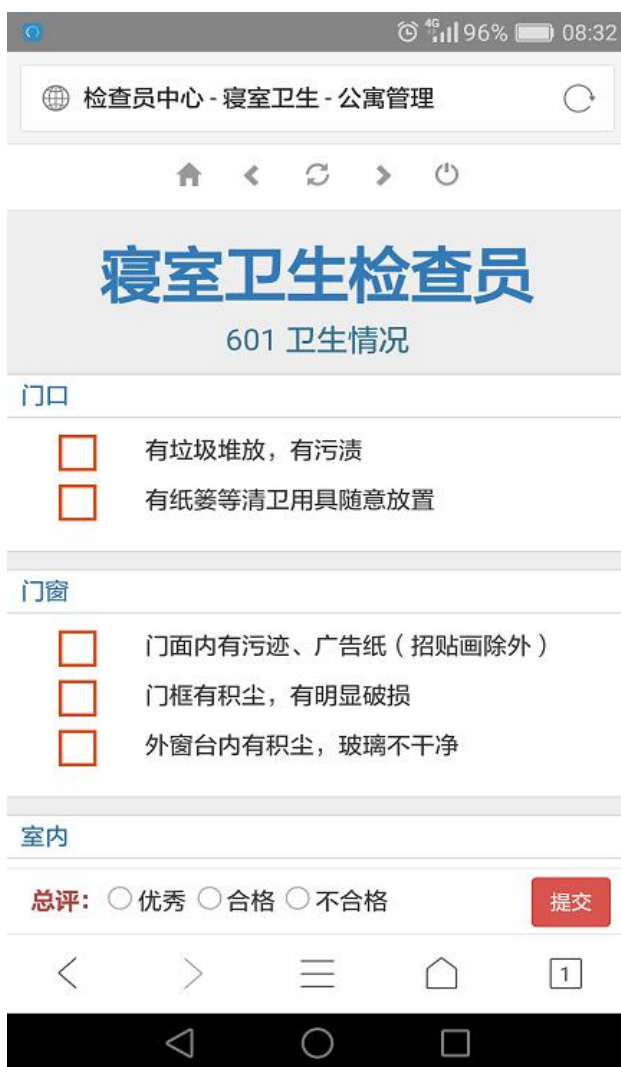 4G 96% 08:32
检查员中心 - 寝室卫生 - 公寓管理
寝室卫生检查员
601 卫生情况
门口
有垃圾堆放，有污渍
有纸篓等清卫用具随意放置
门窗
门面内有污迹、广告纸（招贴画除外）
门框有积尘，有明显破损
外窗台内有积尘，玻璃不干净
室内
总评： 优秀 合格 不合格 提交
1